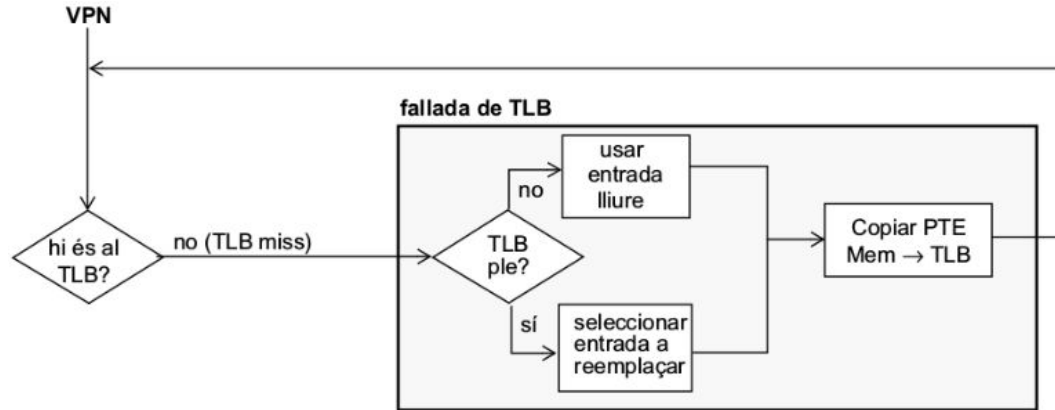 VPN
fallada de TLB
hi és al
TLB?
no (TLB miss)
TLB
ple?
no
usar
entrada
lliure
sí
seleccionar
entrada a
reemplaçar
Copiar PTE
Mem → TLB